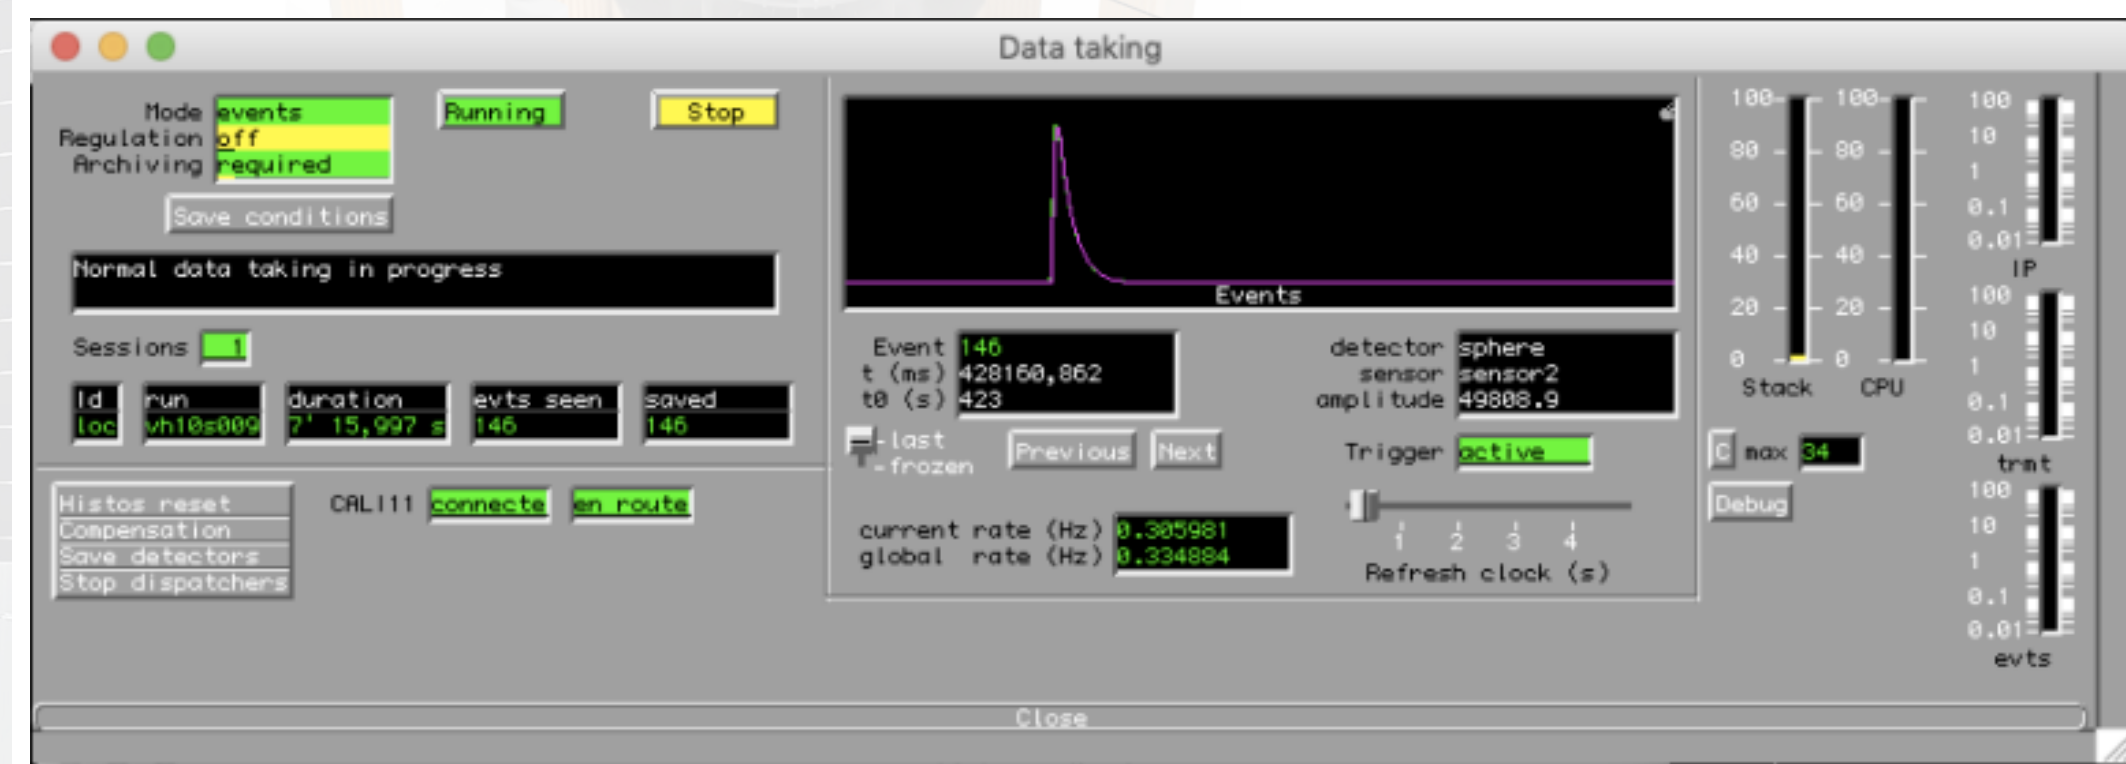 Data taking
Mode events
Regulation off
Archiving required
Running
Stop
Save conditions
Normal data taking in progress
Sessions 1
Id run duration evts seen saved
loc vh10s009 7' 15,997 s 146 146
Histos reset
Compensation
Save detectors
Stop dispatchers
CALI11 connecte en route
Events
Event 146
t (ms) 428160,862
t0 (s) 423
detector sphere
sensor sensor2
amplitude 49808.9
last
frozen
Previous Next
Trigger active
current rate (Hz) 0.305981
global rate (Hz) 0.334884
1 2 3 4
Refresh clock (s)
100 100
80 80
60 60
40 40
20 20
0 0
Stack CPU
C max 34
Debug
100
10
1
0.1
0.01
IP
100
10
1
0.1
0.01
trmt
100
10
1
0.1
0.01
evts
Close